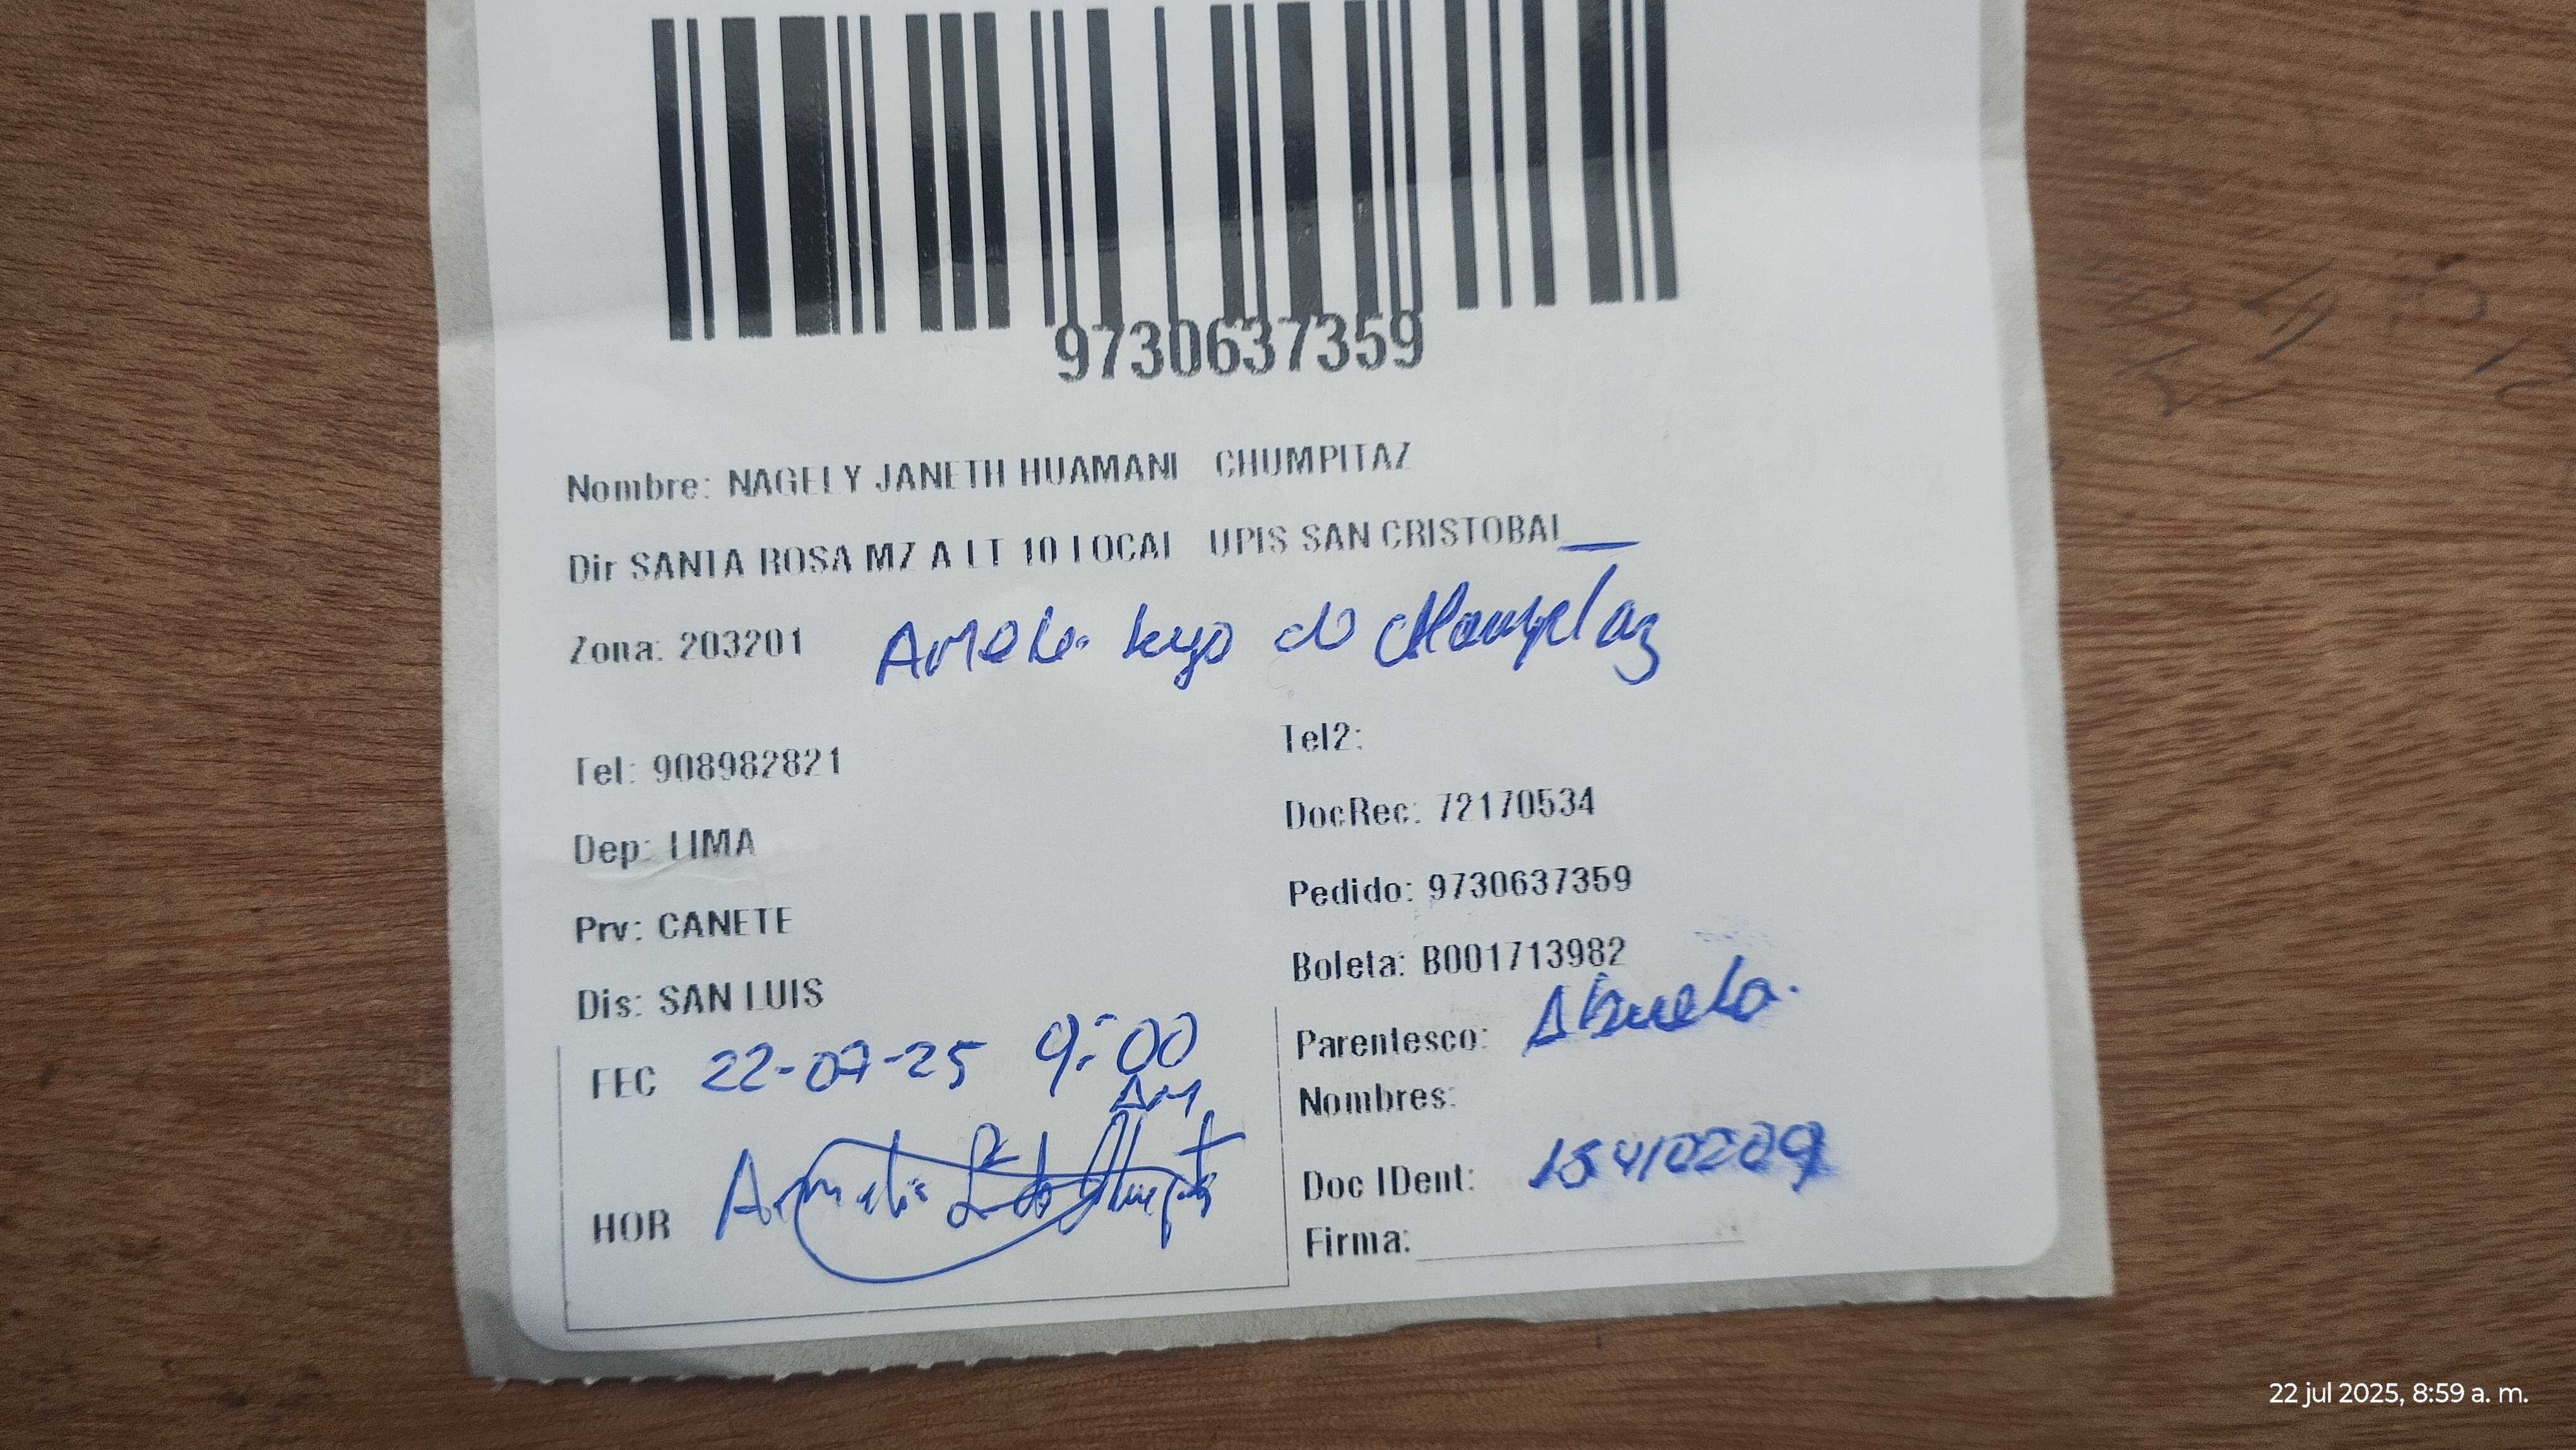 9730637359
Nombre: NAGELY JANETH HUAMANI CHUMPITAZ
Dir SANTA ROSA MZ A LT 10 LOCAL UPIS SAN CRISTOBAL
Zona: 203201
de Chumpitaz
Tel: 908982821
Tel2:
DocRec: 72170534
Dep: LIMA
Pedido: 9730637359
Prv: CANETE
Boleta: B001713982
Dis: SAN LUIS
Parentesco: Abuela.
FEC 22-07-25 9:00 AM
Nombres:
Doc IDent: 15410209
HOR
Firma:
22 jul 2025, 8:59 a. m.